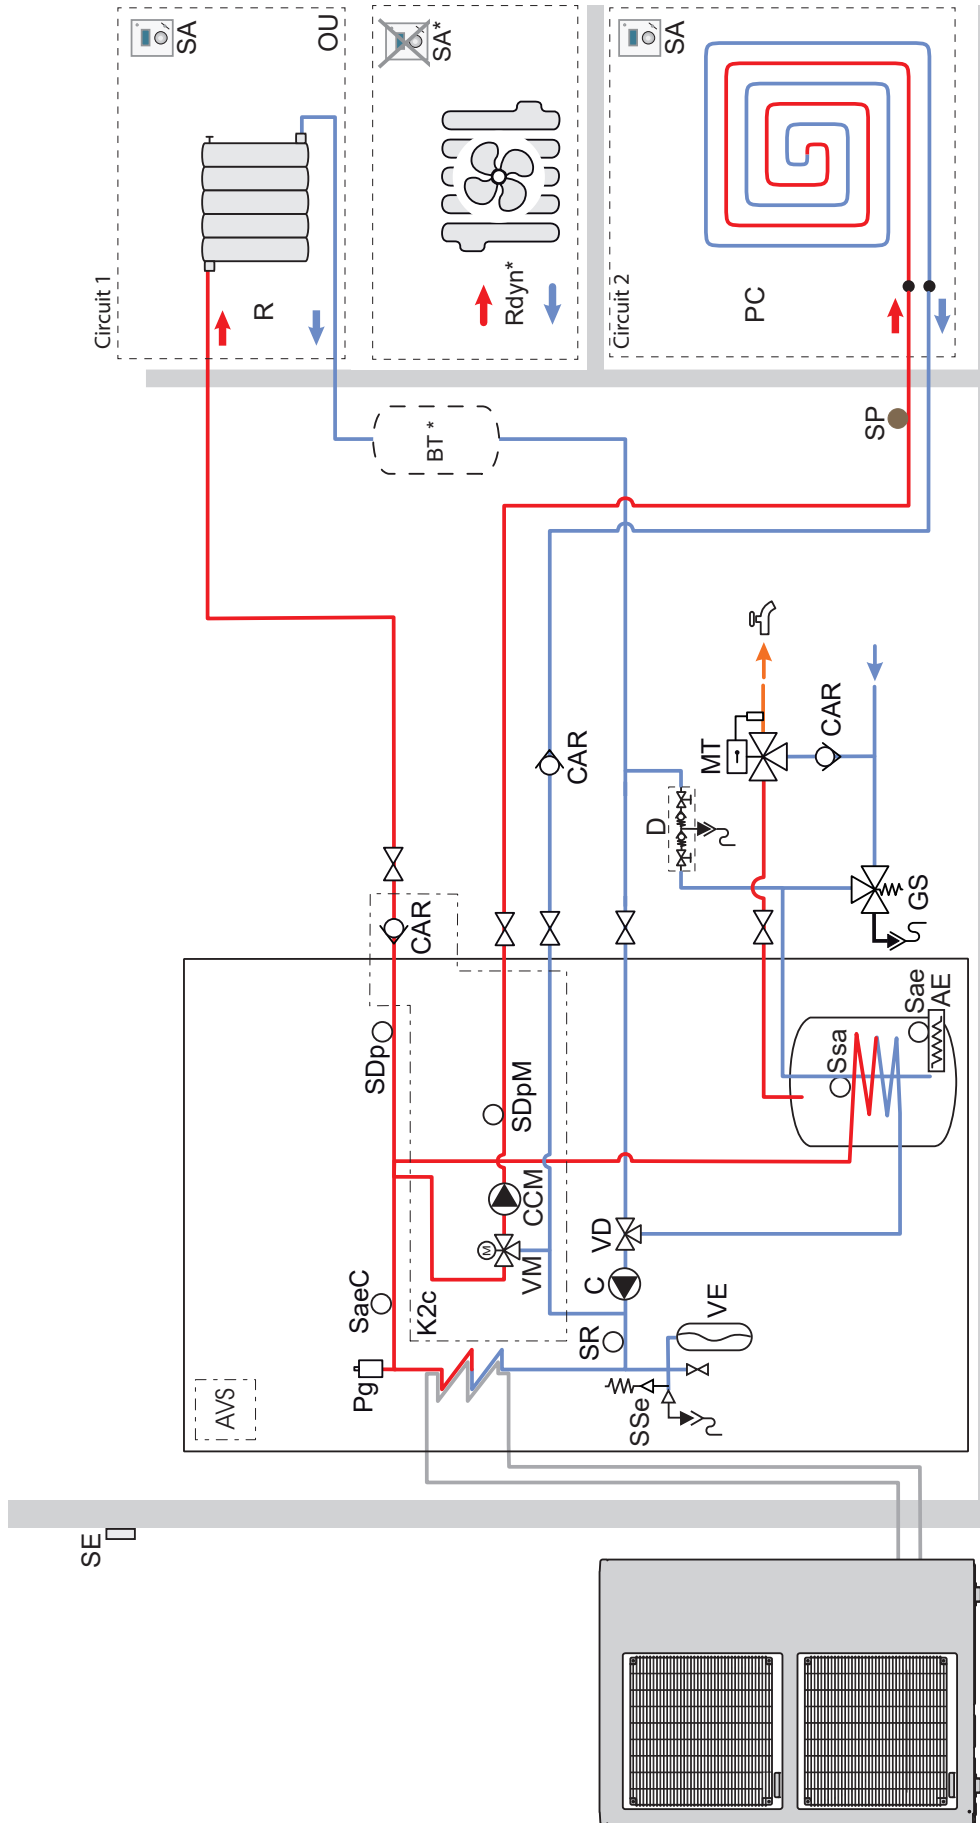 SE
AVS
Pg
SaeC
SDp
CAR
K2c
VM
CCM
SDpM
M
SSe
SR
VE
C
VD
Ssa
Sae
AE
CAR
D
MT
CAR
GS
BT *
SP
Circuit 1
R
SA
OU
Rdyn*
SA*
Circuit 2
PC
SA